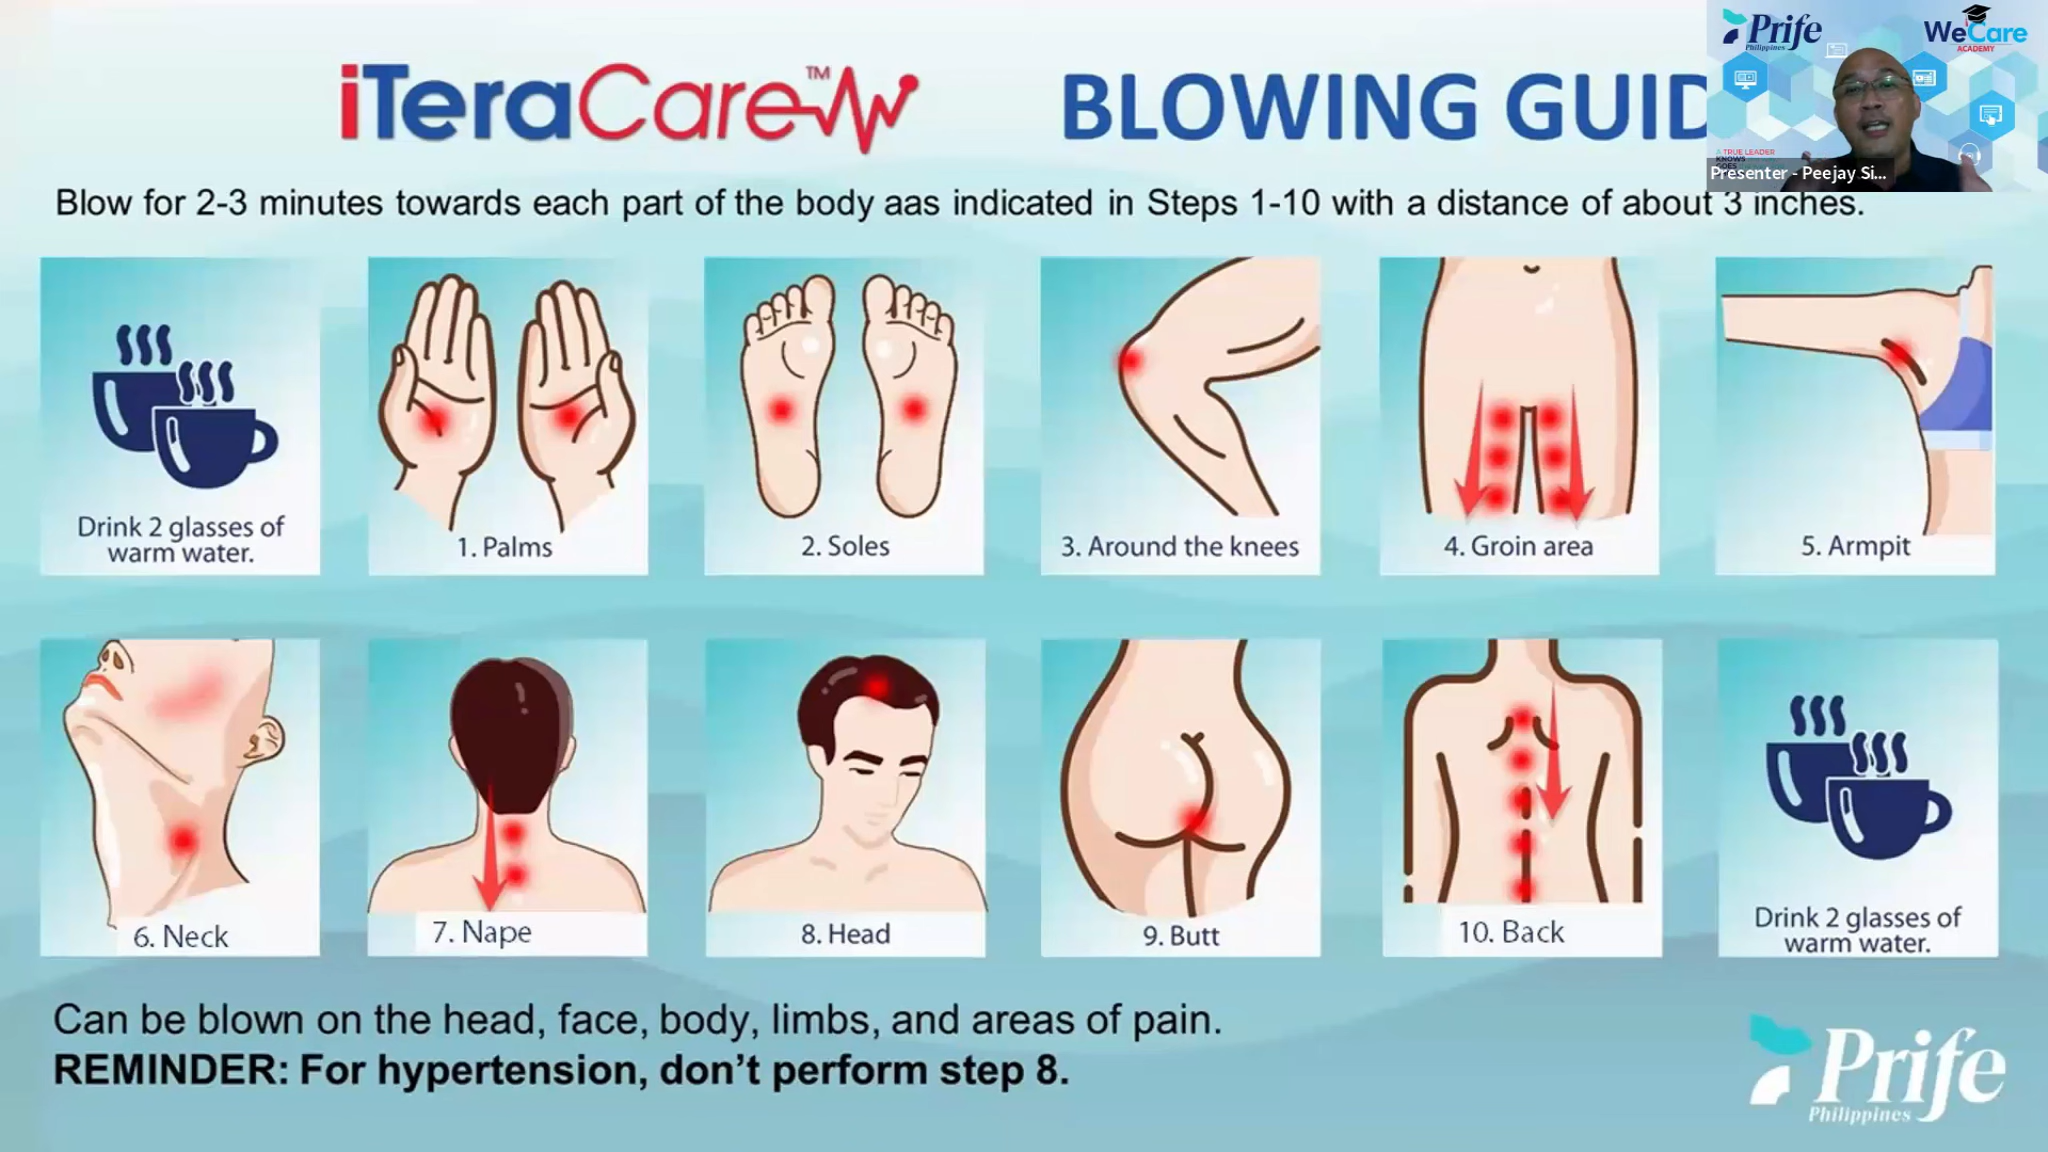 iTeraCare™ BLOWING GUID
Prife
Philippines
WeCare
ACADEMY
A TRUE LEADER
KNOWS
GOES
Presenter - Peejay Si...
Blow for 2-3 minutes towards each part of the body aas indicated in Steps 1-10 with a distance of about 3 inches.
Drink 2 glasses of
warm water.
1. Palms
2. Soles
3. Around the knees
4. Groin area
5. Armpit
6. Neck
7. Nape
8. Head
9. Butt
10. Back
Drink 2 glasses of
warm water.
Can be blown on the head, face, body, limbs, and areas of pain.
REMINDER: For hypertension, don't perform step 8.
Prife
Philippines